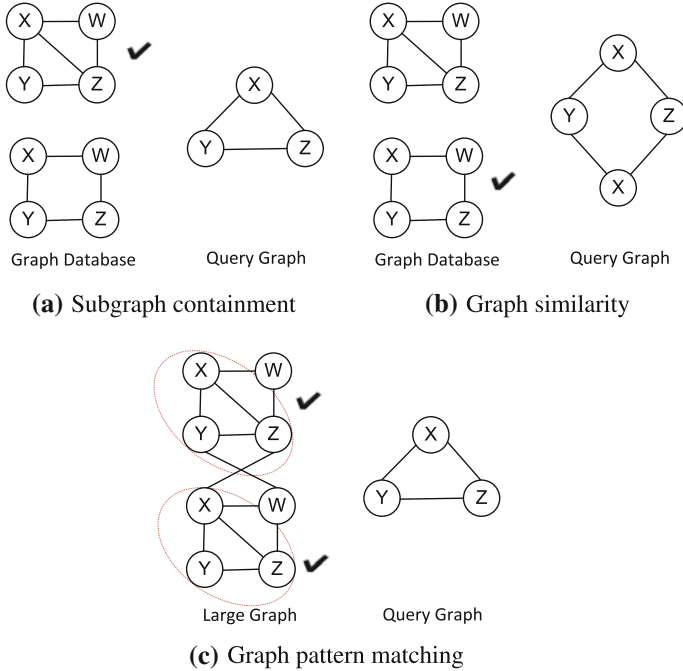 X W
Y Z
X
Y Z
X W
Y Z
Graph Database Query Graph
(a) Subgraph containment
X W
Y Z
X
Y Z
X
X W
Y Z
Graph Database Query Graph
(b) Graph similarity
X W
Y Z
X W
Y Z
X
Y Z
Large Graph Query Graph
(c) Graph pattern matching